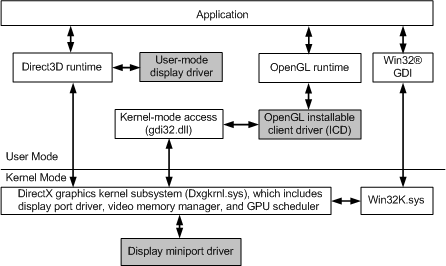 Application
Direct3D runtime
User-mode
display driver
OpenGL runtime
Win32®
GDI
Kernel-mode access
(gdi32.dll)
OpenGL installable
client driver (ICD)
User Mode
Kernel Mode
DirectX graphics kernel subsystem (Dxgkrnl.sys), which includes
display port driver, video memory manager, and GPU scheduler
Win32K.sys
Display miniport driver